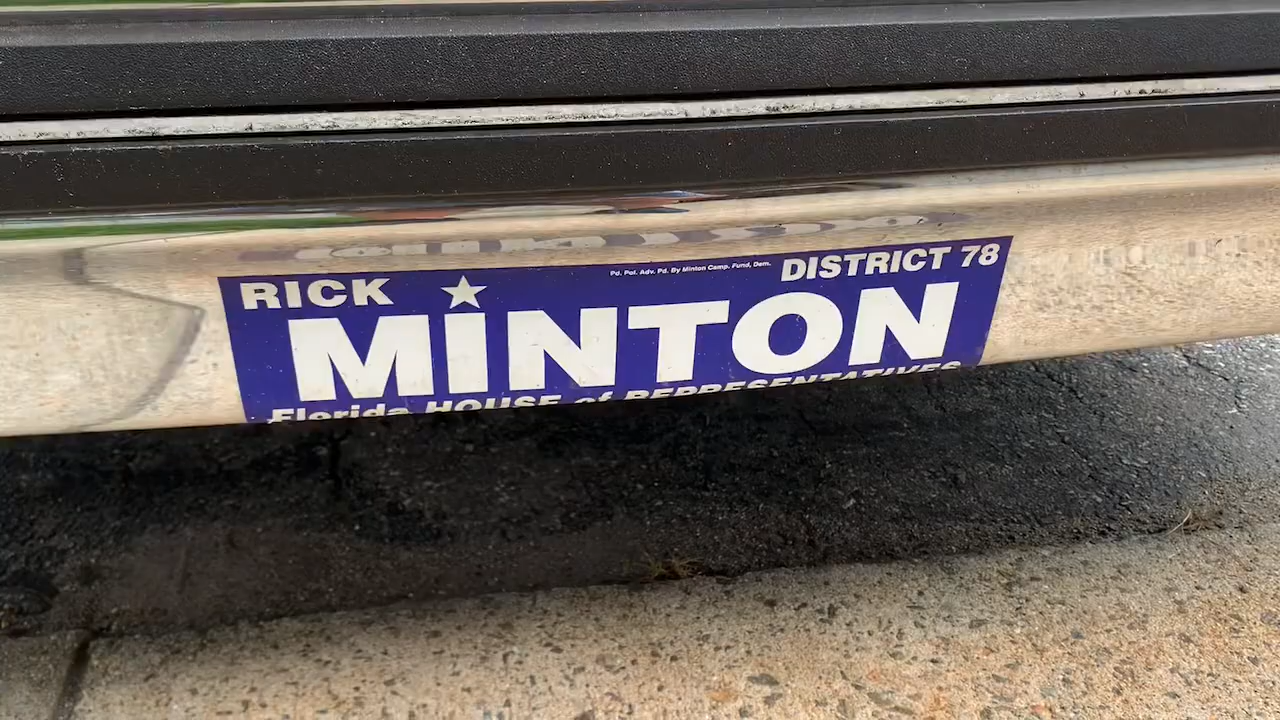 RICK
Pd. Pol. Adv. Pd. By Minton Camp. Fund, Dem.
DISTRICT 78
MINTON
Florida HOUSE of REPRESENTATIVES